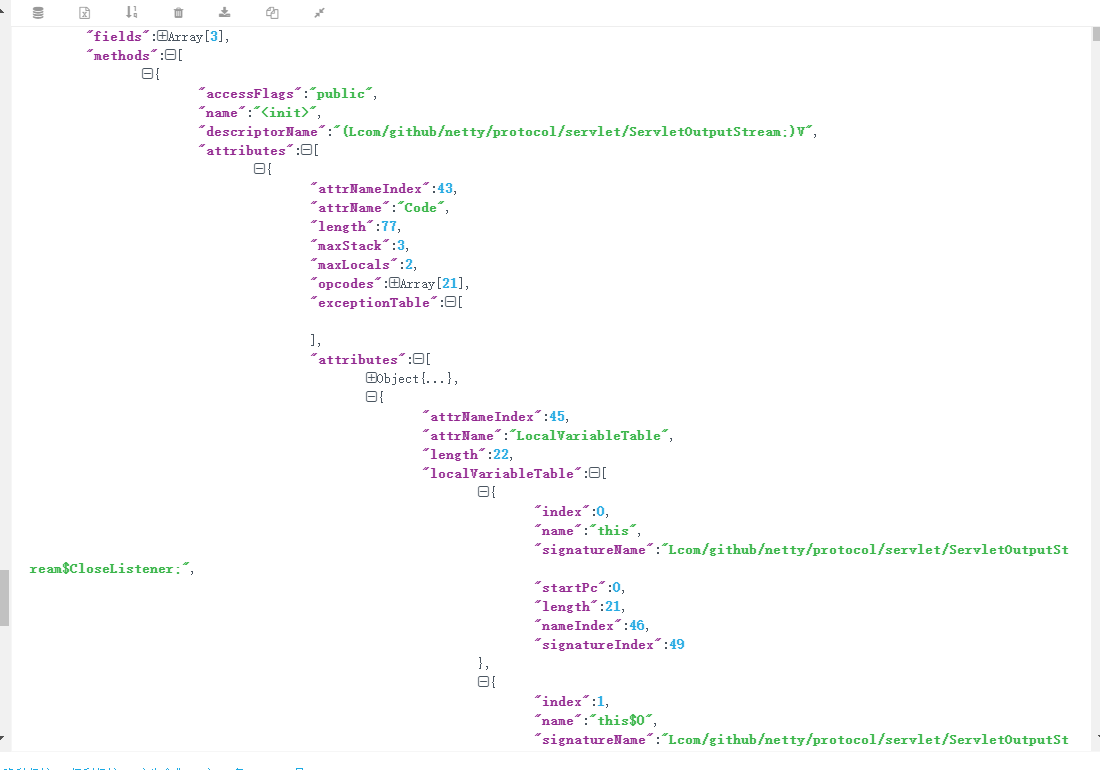 "fields":Array[3],
"methods":[
{
"accessFlags":"public",
"name":"<init>",
"descriptorName":"(Lcom/github/netty/protocol/servlet/ServletOutputStream;)V",
"attributes":[
{
"attrNameIndex":43,
"attrName":"Code",
"length":77,
"maxStack":3,
"maxLocals":2,
"opcodes":Array[21],
"exceptionTable":[
],
"attributes":[
Object{...},
{
"attrNameIndex":45,
"attrName":"LocalVariableTable",
"length":22,
"localVariableTable":[
{
"index":0,
"name":"this",
"signatureName":"Lcom/github/netty/protocol/servlet/ServletOutputSt
ream$CloseListener;",
"startPc":0,
"length":21,
"nameIndex":46,
"signatureIndex":49
},
{
"index":1,
"name":"this$0",
"signatureName":"Lcom/github/netty/protocol/servlet/ServletOutputSt